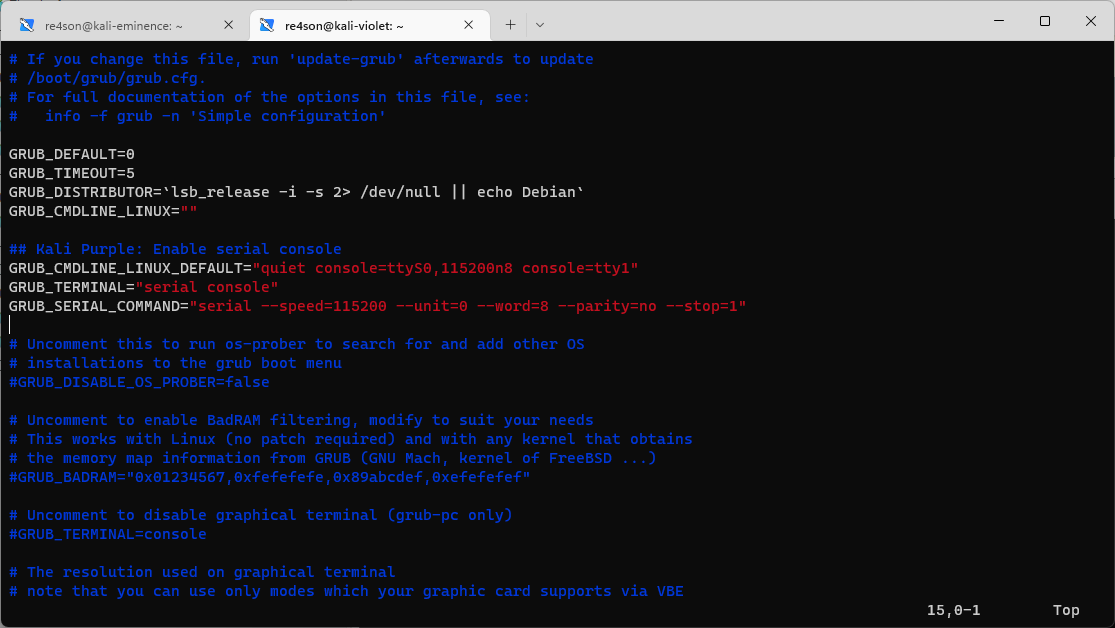 re4son@kali-eminence: ~
re4son@kali-violet: ~
# If you change this file, run 'update-grub' afterwards to update
# /boot/grub/grub.cfg.
# For full documentation of the options in this file, see:
#   info -f grub -n 'Simple configuration'
GRUB_DEFAULT=0
GRUB_TIMEOUT=5
GRUB_DISTRIBUTOR=`lsb_release -i -s 2> /dev/null || echo Debian`
GRUB_CMDLINE_LINUX=""
## Kali Purple: Enable serial console
GRUB_CMDLINE_LINUX_DEFAULT="quiet console=ttyS0,115200n8 console=tty1"
GRUB_TERMINAL="serial console"
GRUB_SERIAL_COMMAND="serial --speed=115200 --unit=0 --word=8 --parity=no --stop=1"
# Uncomment this to run os-prober to search for and add other OS
# installations to the grub boot menu
#GRUB_DISABLE_OS_PROBER=false
# Uncomment to enable BadRAM filtering, modify to suit your needs
# This works with Linux (no patch required) and with any kernel that obtains
# the memory map information from GRUB (GNU Mach, kernel of FreeBSD ...)
#GRUB_BADRAM="0x01234567,0xfefefefe,0x89abcdef,0xefefefef"
# Uncomment to disable graphical terminal (grub-pc only)
#GRUB_TERMINAL=console
# The resolution used on graphical terminal
# note that you can use only modes which your graphic card supports via VBE
15,0-1        Top